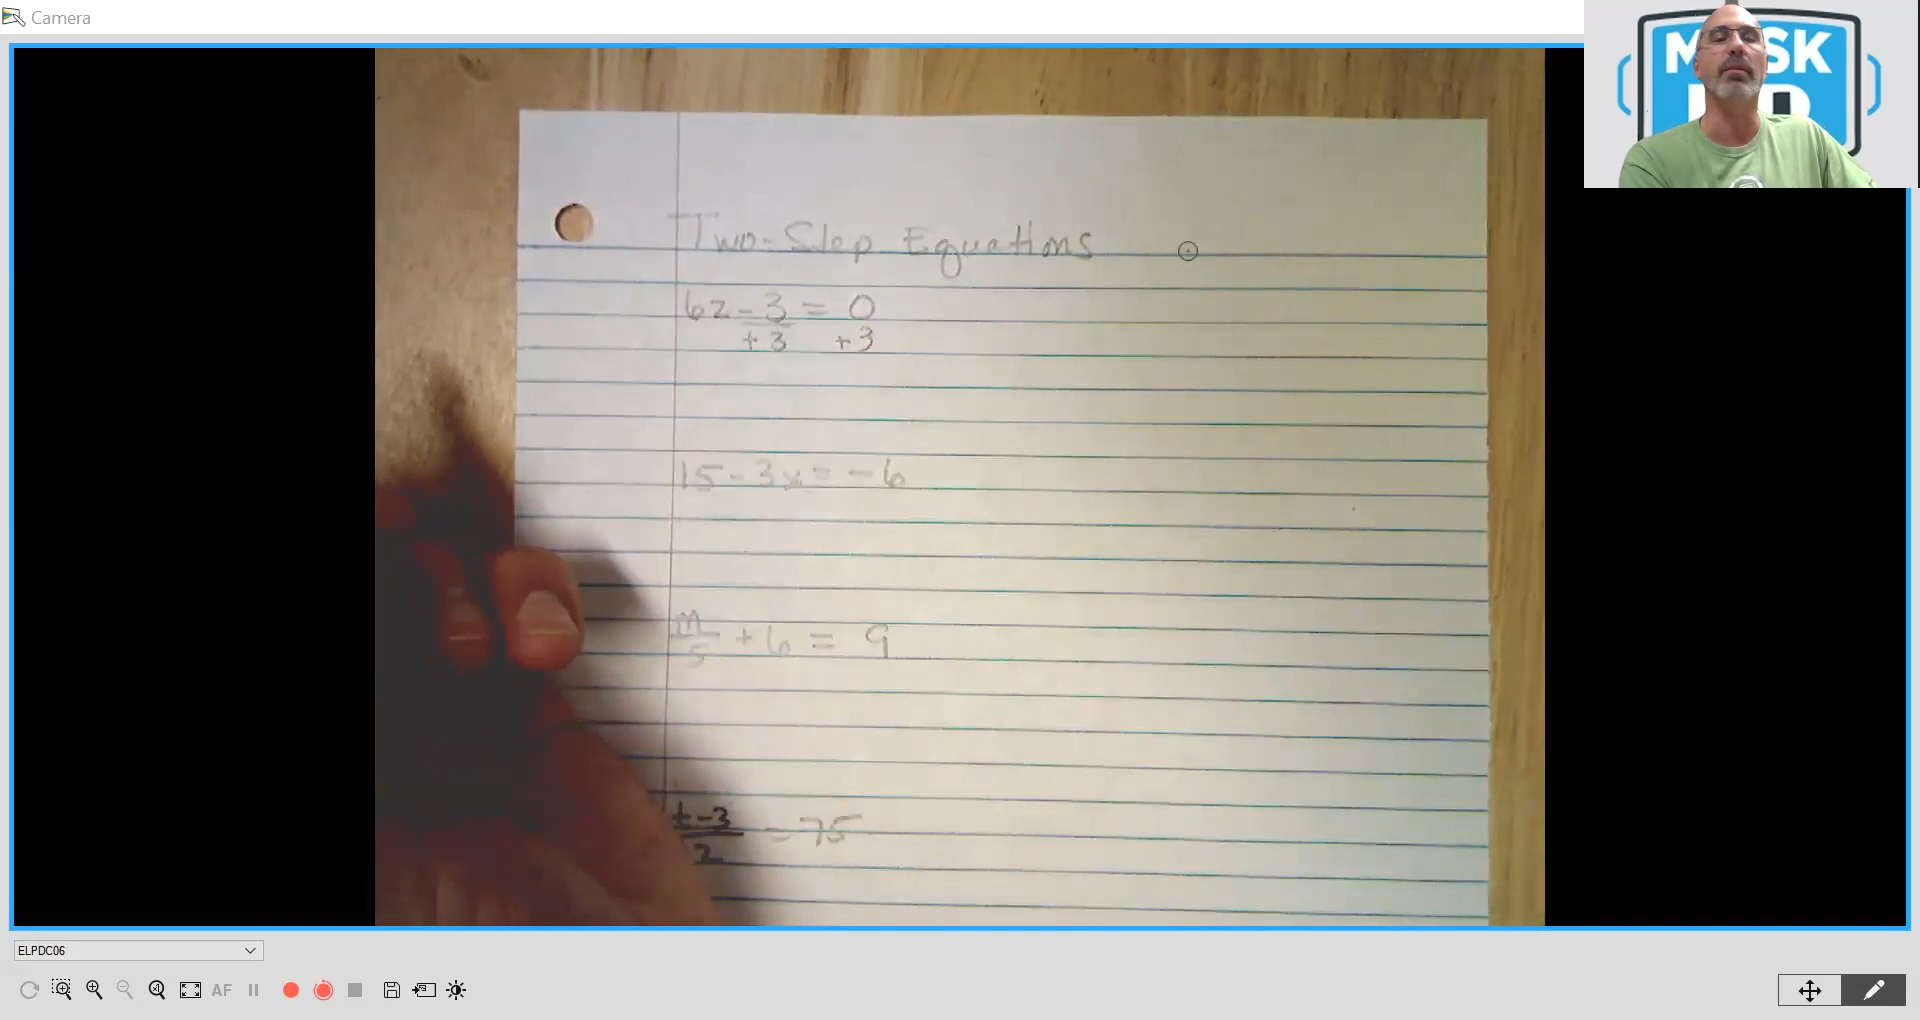 Camera
M SK
Two-Step Equations
6z - 3 = 0
+3 +3
15 - 3x = -6
m
5
+ 6 = 9
t-3
2
= 75
ELPDC06
AF